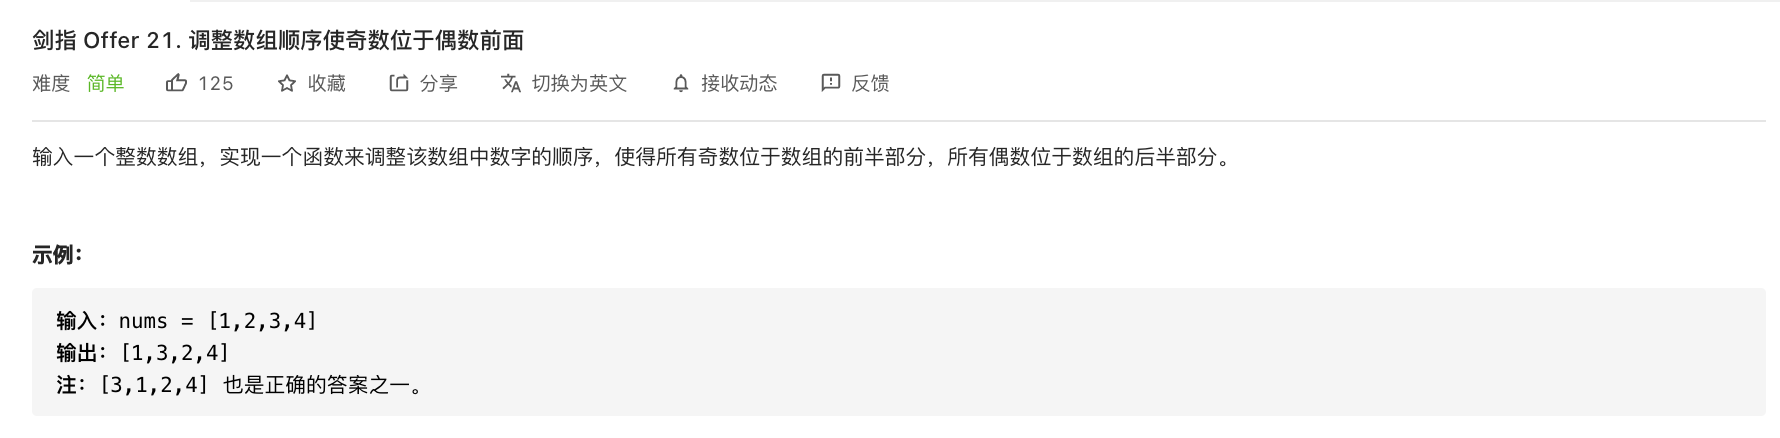 剑指 Offer 21. 调整数组顺序使奇数位于偶数前面
难度 简单 125 收藏 分享 切换为英文 接收动态 反馈
输入一个整数数组，实现一个函数来调整该数组中数字的顺序，使得所有奇数位于数组的前半部分，所有偶数位于数组的后半部分。
示例：
输入：nums = [1,2,3,4]
输出：[1,3,2,4]
注：[3,1,2,4] 也是正确的答案之一。